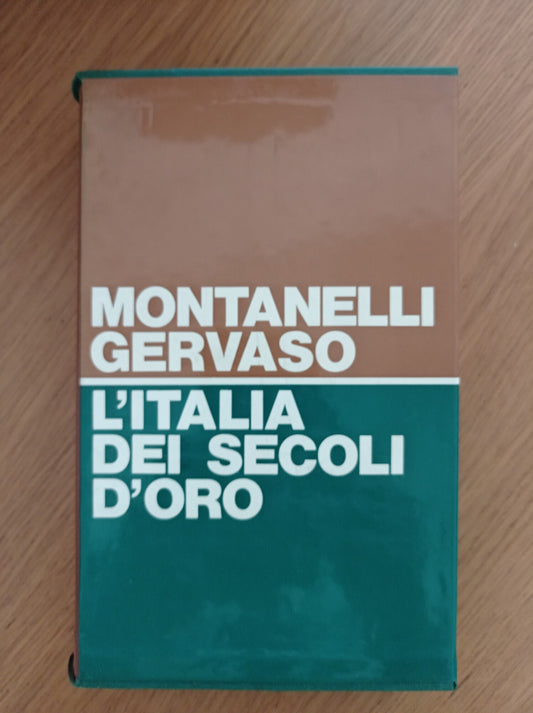 MONTANELLI
GERVASO
L'ITALIA
DEI SECOLI
D'ORO